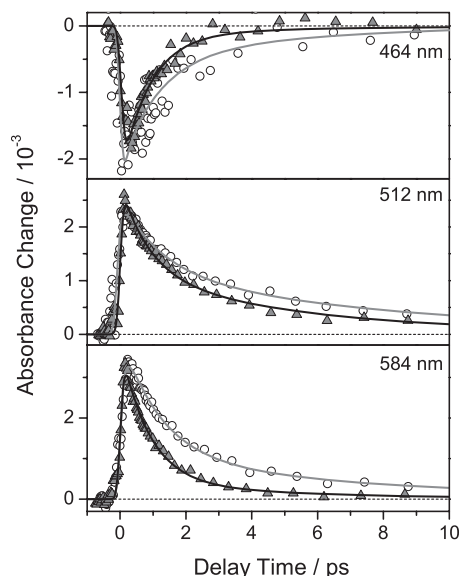 0
-1
-2
464 nm
2
1
0
512 nm
2
0
584 nm
Absorbance Change / 10⁻³
0 2 4 6 8 10
Delay Time / ps